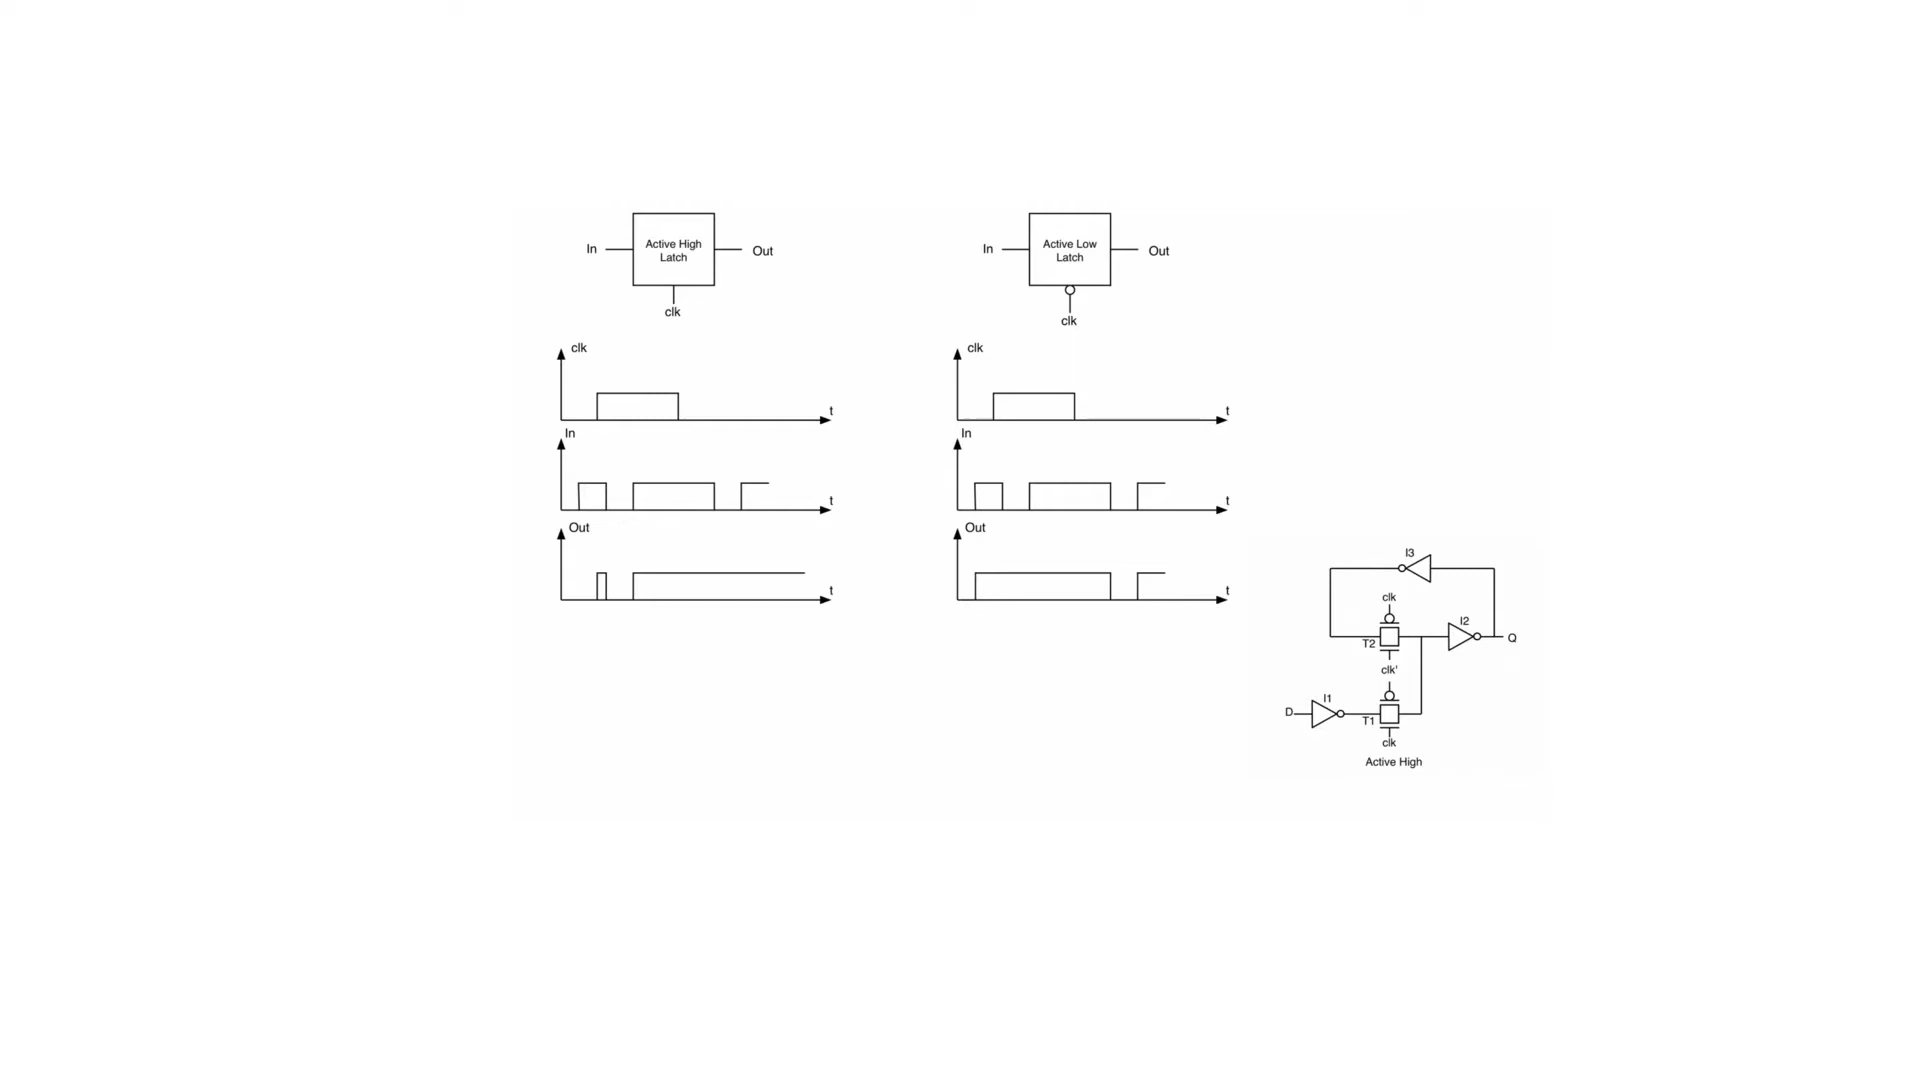 In
Active High
Latch
Out
clk
In
Active Low
Latch
Out
clk
clk
t
In
t
Out
t
clk
t
In
t
Out
t
I3
clk
T2
I2
Q
clk'
D
I1
T1
clk
Active High